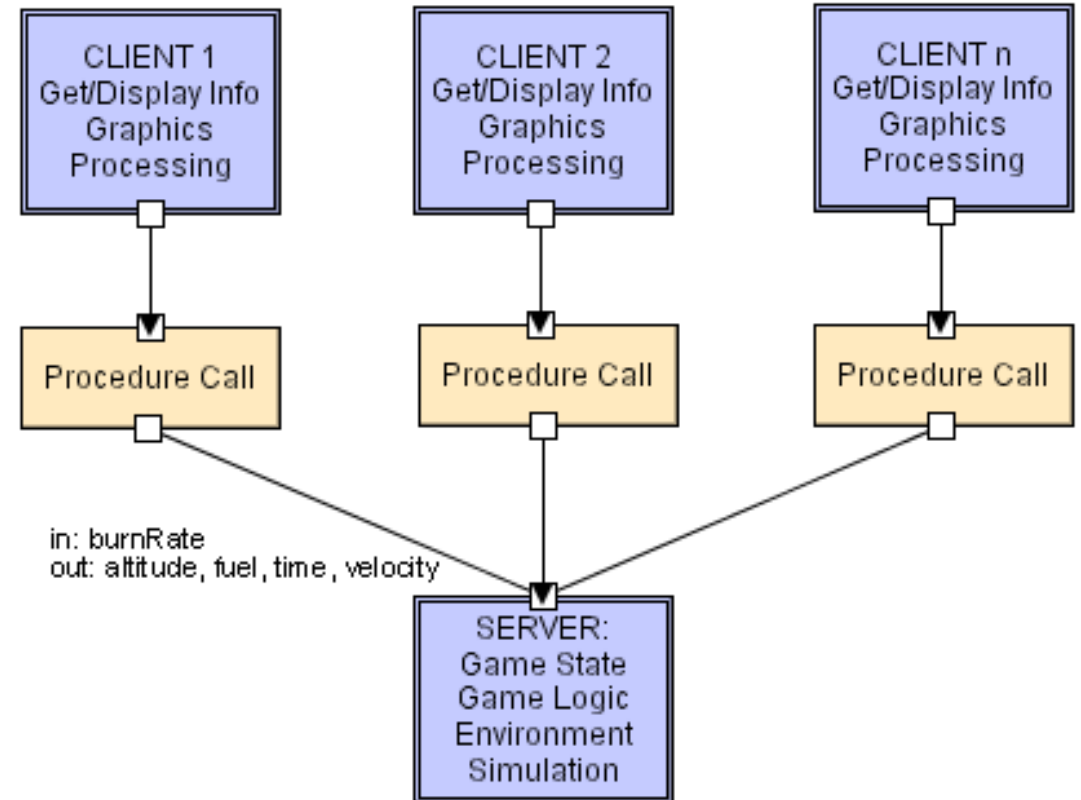 CLIENT 1
Get/Display Info
Graphics
Processing
CLIENT 2
Get/Display Info
Graphics
Processing
CLIENT n
Get/Display Info
Graphics
Processing
Procedure Call
Procedure Call
Procedure Call
in: burnRate
out: altitude, fuel, time, velocity
SERVER:
Game State
Game Logic
Environment
Simulation